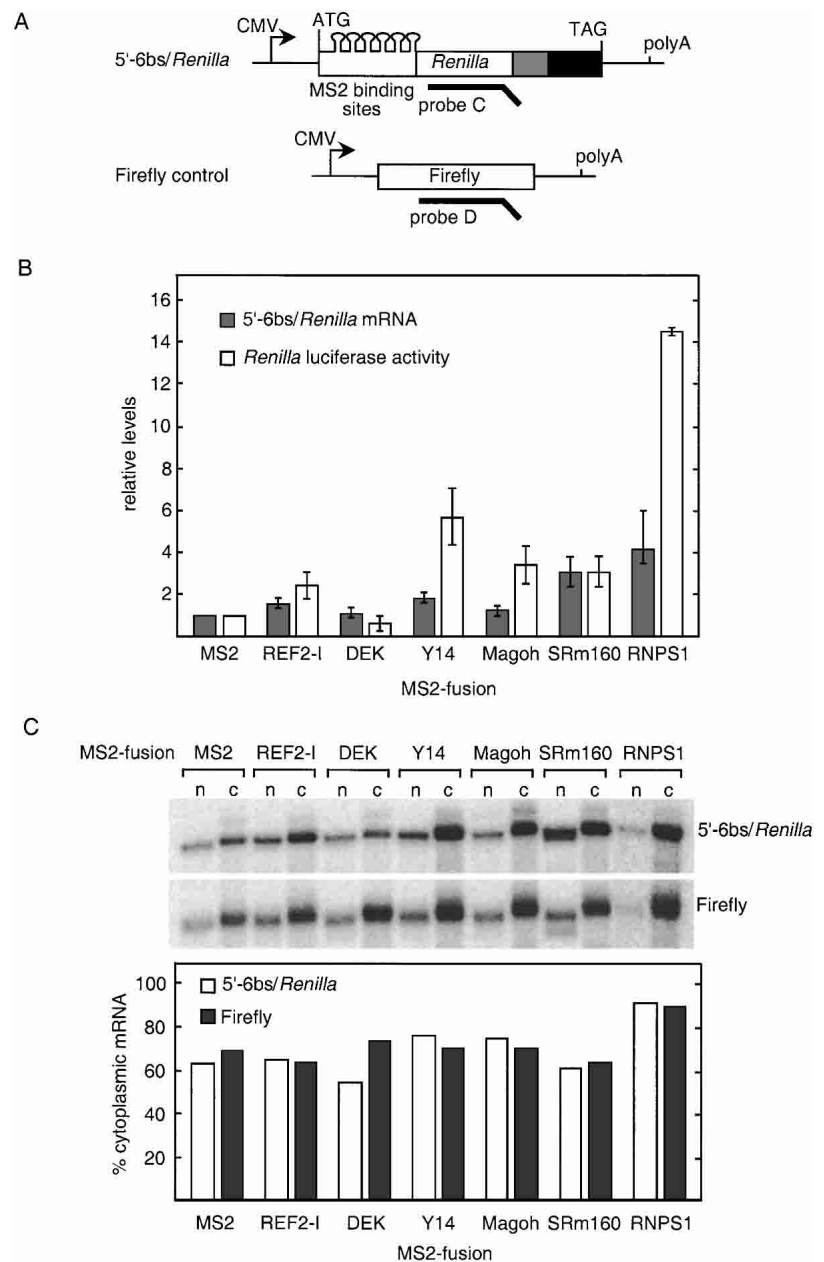 A
CMV
ATG
TAG
polyA
5'-6bs/Renilla
Renilla
MS2 binding
sites
probe C
CMV
polyA
Firefly control
Firefly
probe D
B
16
14
12
10
8
6
4
2
relative levels
5'-6bs/Renilla mRNA
Renilla luciferase activity
MS2 REF2-I DEK Y14 Magoh SRm160 RNPS1
MS2-fusion
C
MS2-fusion MS2 REF2-I DEK Y14 Magoh SRm160 RNPS1
n c n c n c n c n c n c n c
5'-6bs/Renilla
Firefly
100
80
60
40
20
% cytoplasmic mRNA
5'-6bs/Renilla
Firefly
MS2 REF2-I DEK Y14 Magoh SRm160 RNPS1
MS2-fusion